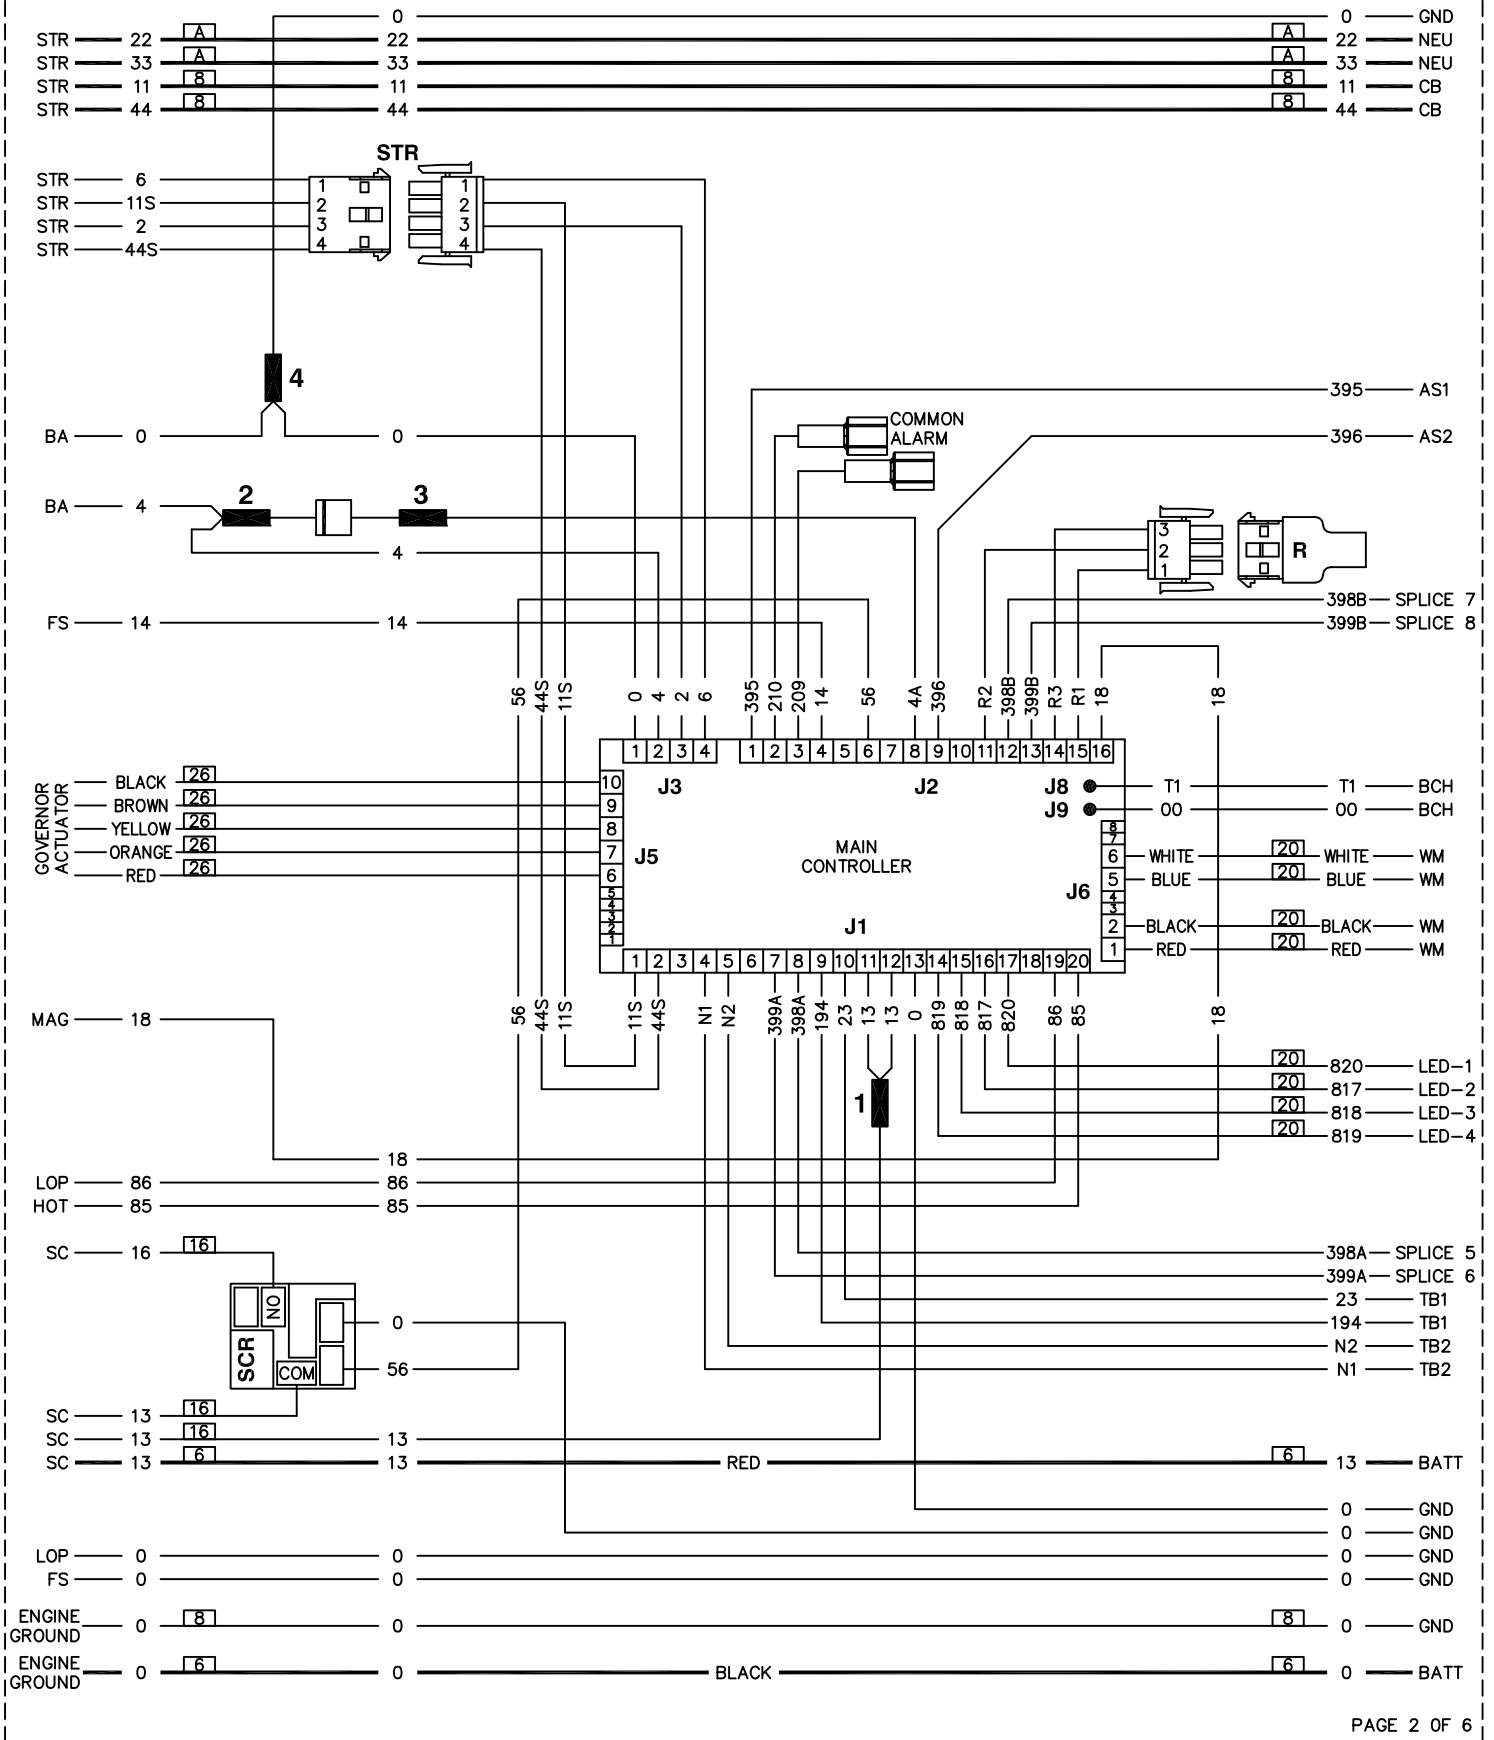 0 0 GND
STR 22 A 22 A 22 NEU
STR 33 A 33 A 33 NEU
STR 11 8 11 8 11 CB
STR 44 8 44 8 44 CB
STR
STR 6 1 1
STR 11S 2 2
STR 2 3 3
STR 44S 4 4
4
395 AS1
COMMON
ALARM
BA 0 0 396 AS2
2 3
BA 4
4
3
2 R
1
398B SPLICE 7
FS 14 14 399B SPLICE 8
56 44S 11S 0 4 2 6 395 210 209 14 56 4A 396 R2 398B 399B R3 R1 18 18
1 2 3 4 1 2 3 4 5 6 7 8 9 10 11 12 13 14 15 16
J3 J2
J8 T1 T1 BCH
J9 00 00 BCH
GOVERNOR
ACTUATOR
BLACK 26 10
BROWN 26 9
YELLOW 26 8
ORANGE 26 7
RED 26 6
J5
5
4
3
2
1
MAIN
CONTROLLER
8
7
6 WHITE 20 WHITE WM
5 BLUE 20 BLUE WM
J6
4
3
2 BLACK 20 BLACK WM
1 RED 20 RED WM
J1
1 2 3 4 5 6 7 8 9 10 11 12 13 14 15 16 17 18 19 20
56 44S 11S 11S 44S N1 N2 399A 398A 194 23 13 13 0 819 818 817 820 86 85 18
MAG 18
20 820 LED-1
20 817 LED-2
1
20 818 LED-3
20 819 LED-4
18
LOP 86 86
HOT 85 85
SC 16 16 398A SPLICE 5
399A SPLICE 6
NO
23 TB1
0 194 TB1
SCR
N2 TB2
COM 56 N1 TB2
SC 13 16
SC 13 16 13
SC 13 6 13 RED 6 13 BATT
0 GND
0 GND
LOP 0 0 0 GND
FS 0 0 0 GND
ENGINE
GROUND 0 8 0 8 0 GND
ENGINE
GROUND 0 6 0 BLACK 6 0 BATT
PAGE 2 OF 6